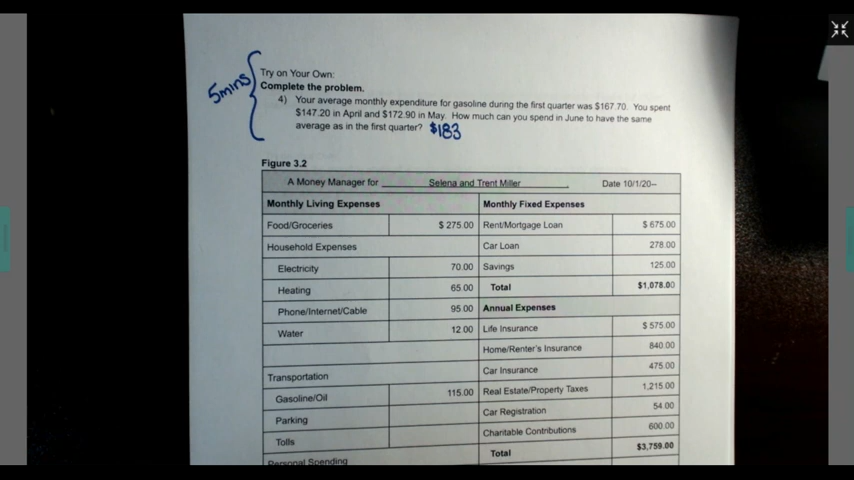 5mins
Try on Your Own:
Complete the problem.
4) Your average monthly expenditure for gasoline during the first quarter was $167.70. You spent
$147.20 in April and $172.90 in May. How much can you spend in June to have the same
average as in the first quarter? $183
Figure 3.2
A Money Manager for Selena and Trent Miller Date 10/1/20--
Monthly Living Expenses Monthly Fixed Expenses
Food/Groceries $ 275.00 Rent/Mortgage Loan $ 675.00
Household Expenses Car Loan 278.00
Electricity 70.00 Savings 125.00
Heating 65.00 Total $1,078.00
Phone/Internet/Cable 95.00 Annual Expenses
Water 12.00 Life Insurance $ 575.00
Home/Renter's Insurance 840.00
Transportation Car Insurance 475.00
Gasoline/Oil 115.00 Real Estate/Property Taxes 1,215.00
Parking Car Registration 54.00
Tolls Charitable Contributions 600.00
Personal Spending Total $3,759.00